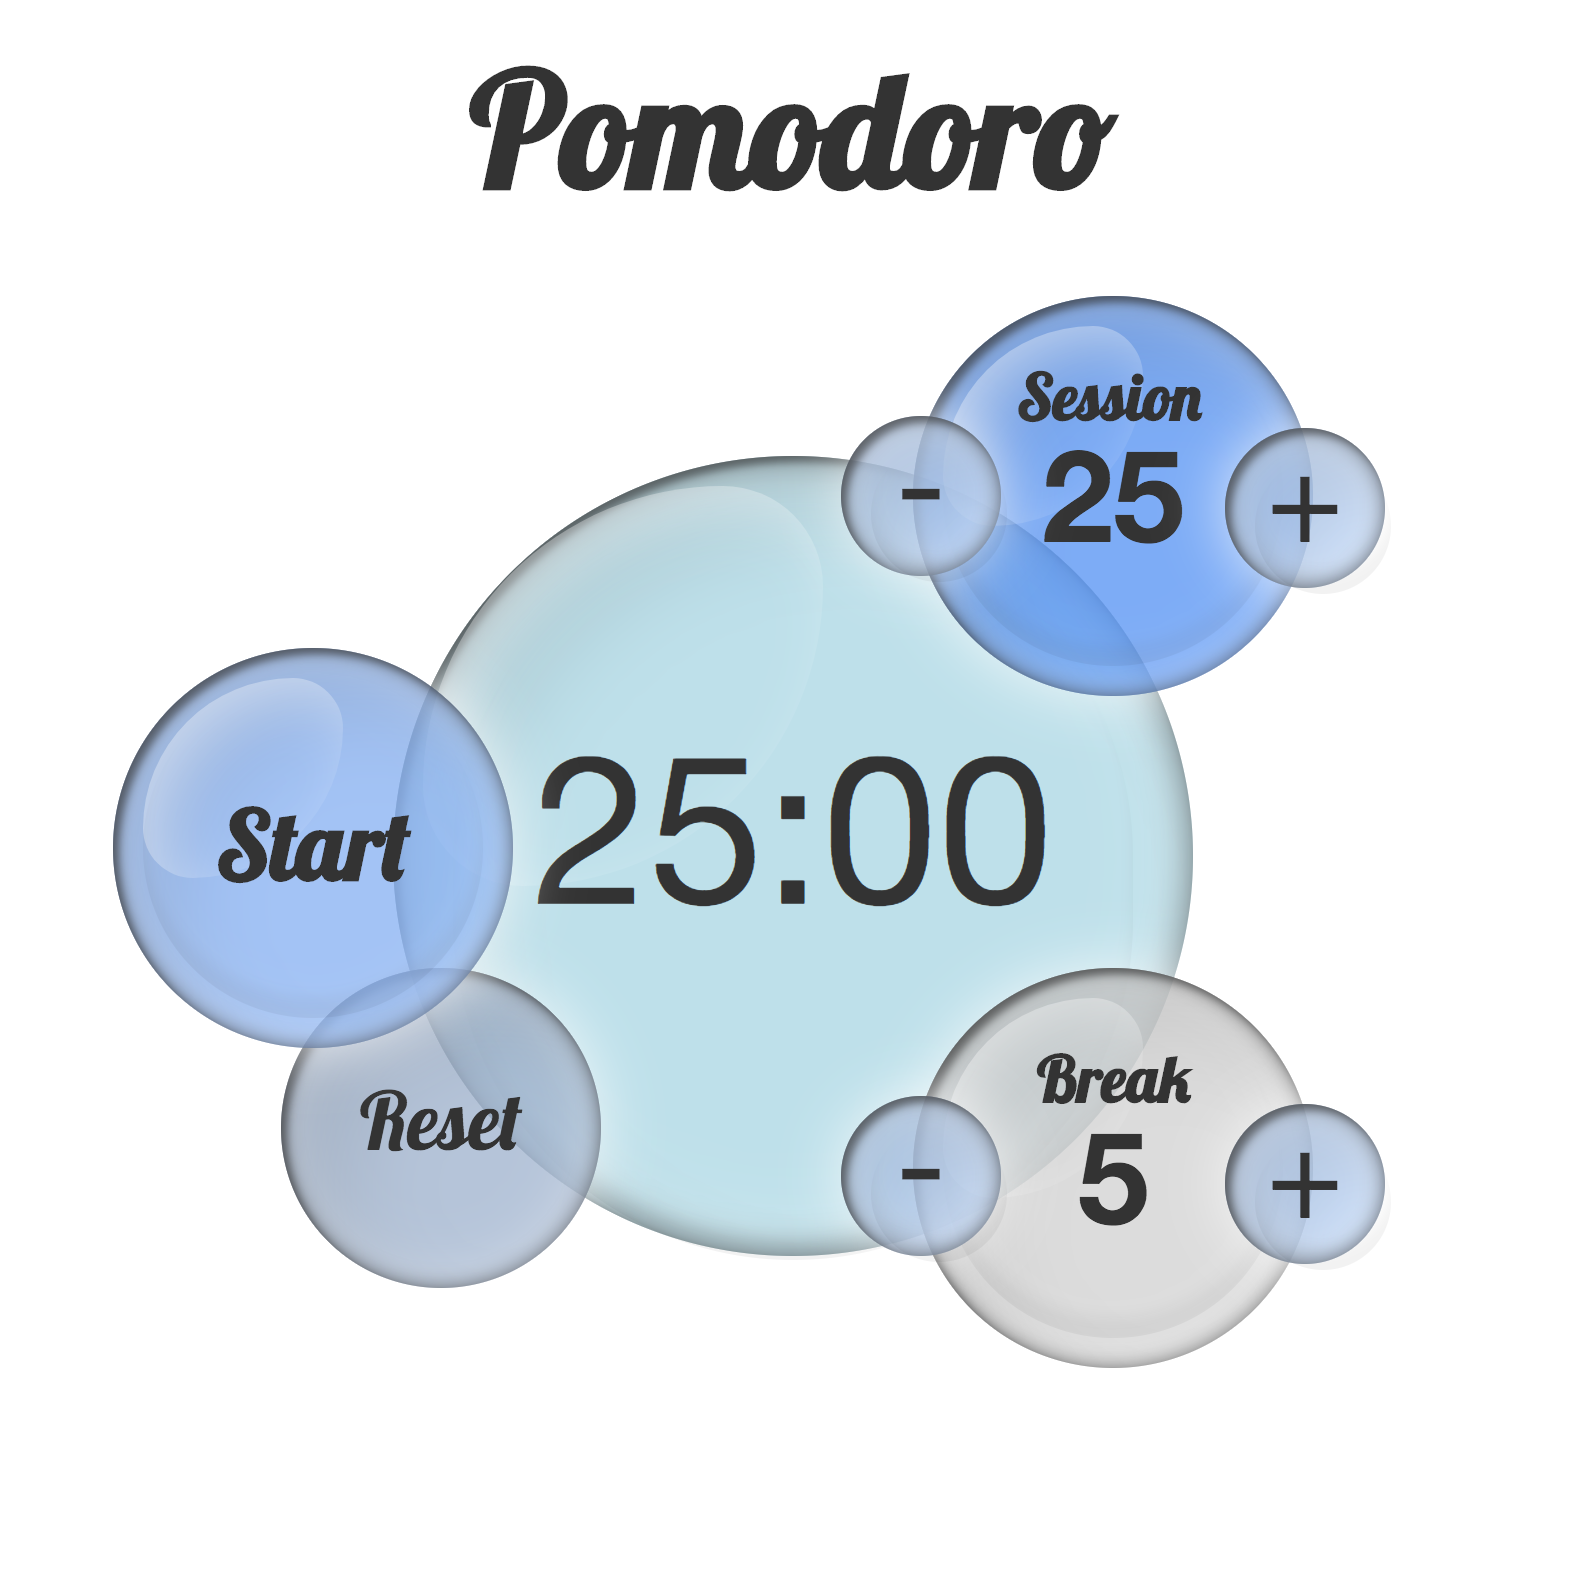 Pomodoro
Session
- 25 +
Start
25:00
Reset
Break
- 5 +